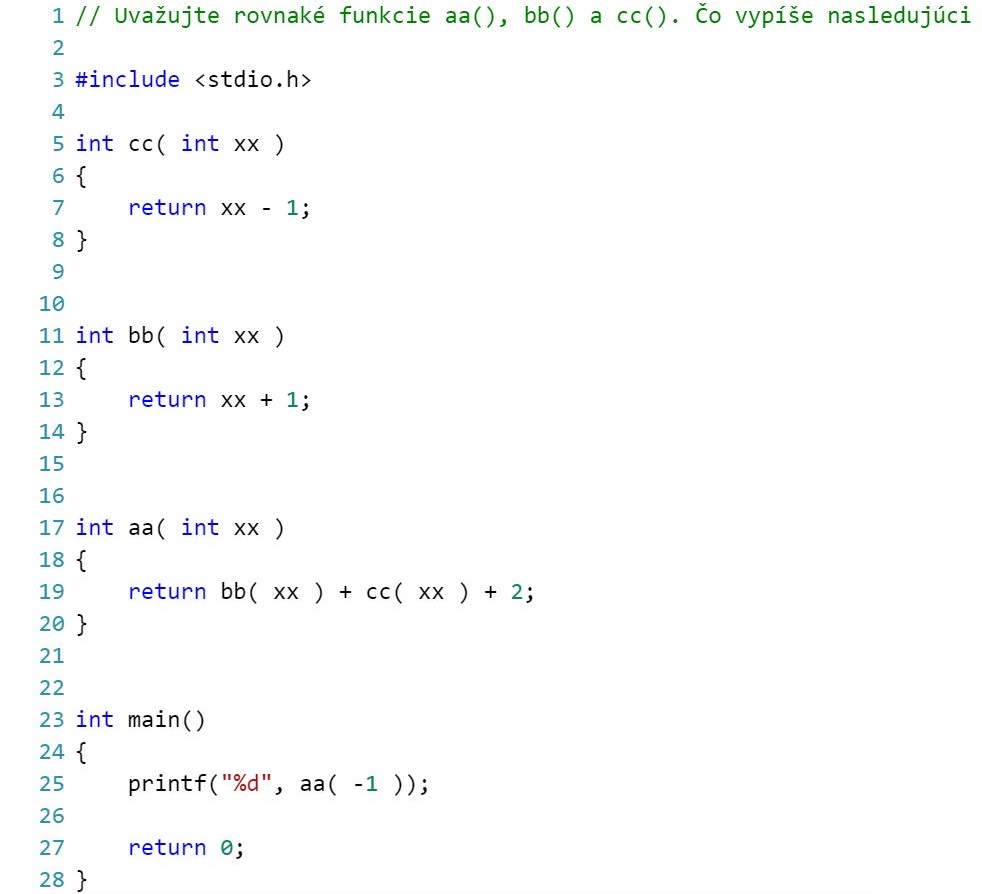 1 // Uvažujte rovnaké funkcie aa(), bb() a cc(). Čo vypíše nasledujúci
2
3 #include <stdio.h>
4
5 int cc( int xx )
6 {
7     return xx - 1;
8 }
9
10
11 int bb( int xx )
12 {
13     return xx + 1;
14 }
15
16
17 int aa( int xx )
18 {
19     return bb( xx ) + cc( xx ) + 2;
20 }
21
22
23 int main()
24 {
25     printf("%d", aa( -1 ));
26
27     return 0;
28 }